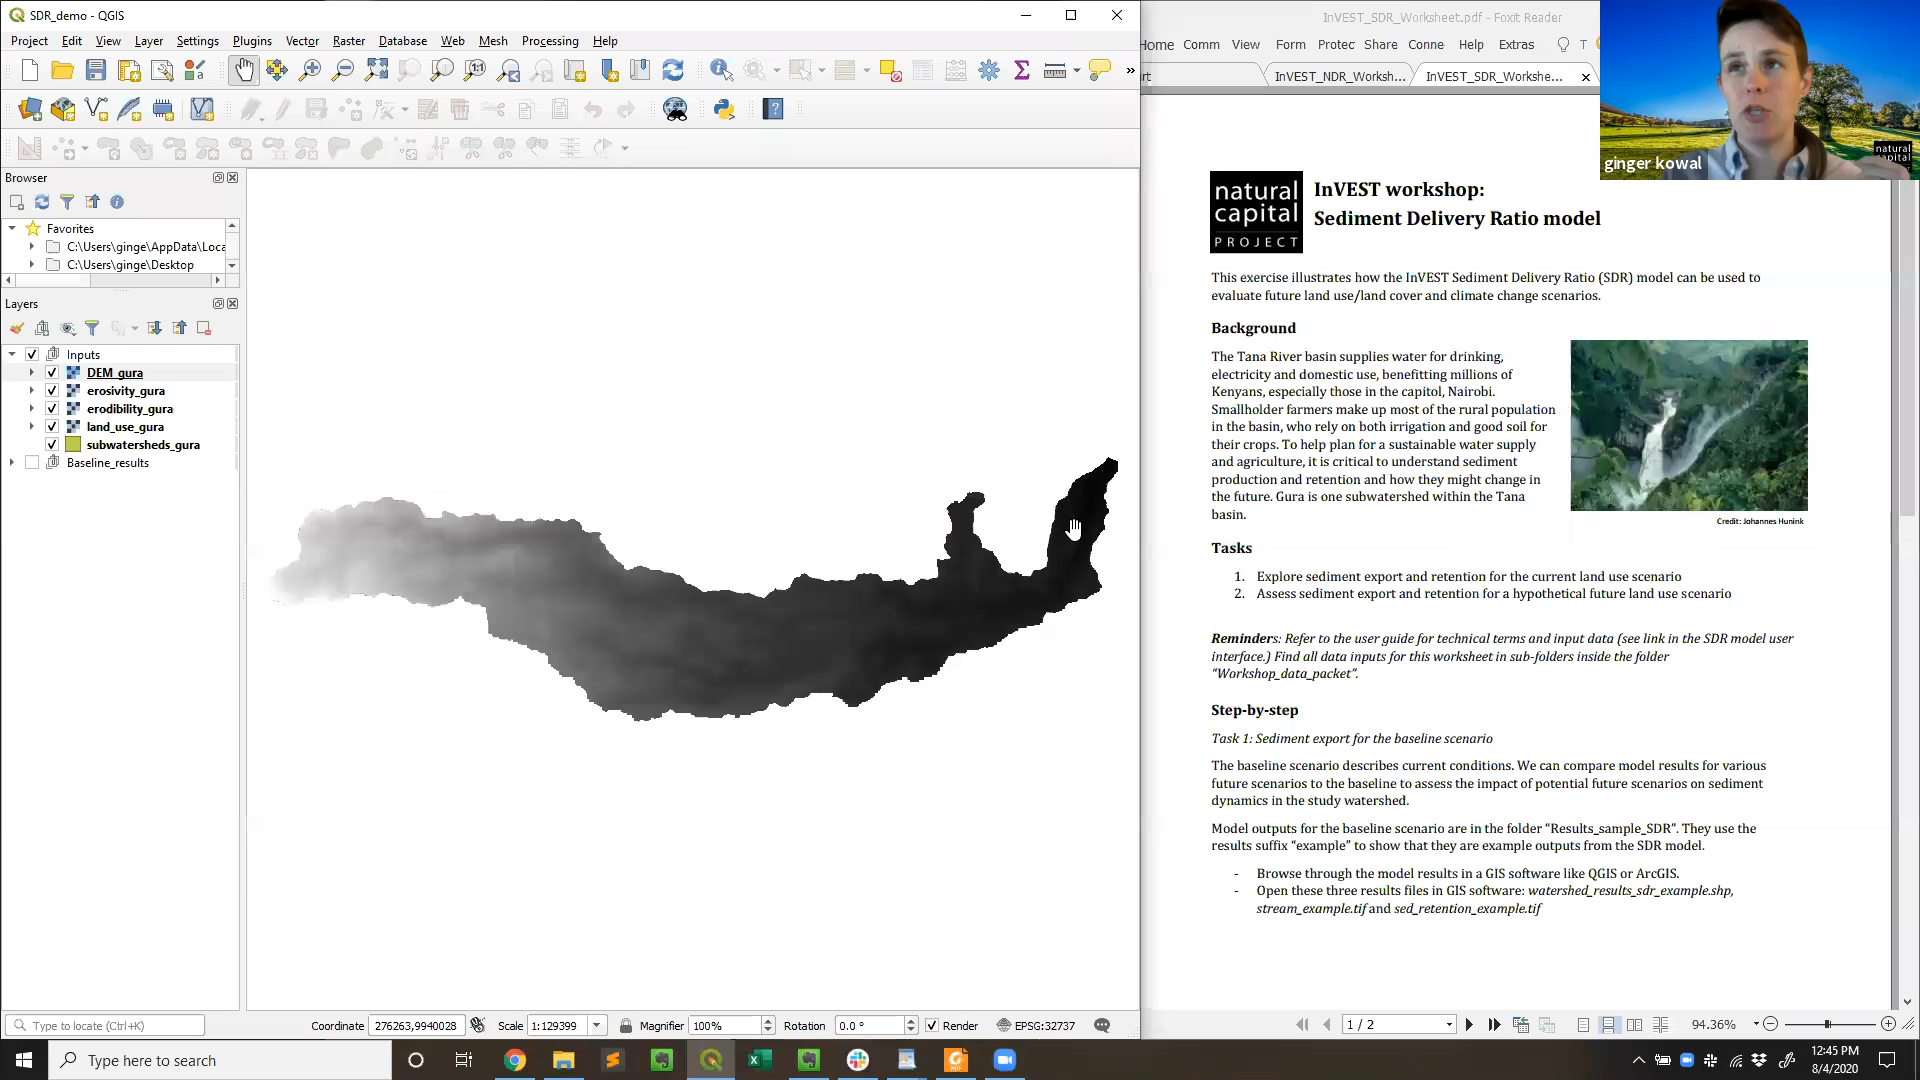 SDR_demo - QGIS
Project Edit View Layer Settings Plugins Vector Raster Database Web Mesh Processing Help
Browser
Favorites
C:\Users\ginge\AppData\Loca
C:\Users\ginge\Desktop
Layers
Inputs
DEM_gura
erosivity_gura
erodibility_gura
land_use_gura
subwatersheds_gura
Baseline_results
Type to locate (Ctrl+K)
Coordinate 276263,9940028 Scale 1:129399 Magnifier 100% Rotation 0.0 ° Render EPSG:32737
InVEST_SDR_Worksheet.pdf - Foxit Reader
Home Comm View Form Protec Share Conne Help Extras
InVEST_NDR_Worksh... InVEST_SDR_Workshe...
ginger kowal
natural
capital
natural
capital
PROJECT
InVEST workshop:
Sediment Delivery Ratio model
This exercise illustrates how the InVEST Sediment Delivery Ratio (SDR) model can be used to
evaluate future land use/land cover and climate change scenarios.
Background
The Tana River basin supplies water for drinking,
electricity and domestic use, benefitting millions of
Kenyans, especially those in the capitol, Nairobi.
Smallholder farmers make up most of the rural population
in the basin, who rely on both irrigation and good soil for
their crops. To help plan for a sustainable water supply
and agriculture, it is critical to understand sediment
production and retention and how they might change in
the future. Gura is one subwatershed within the Tana
basin.
Credit: Johannes Hunink
Tasks
1. Explore sediment export and retention for the current land use scenario
2. Assess sediment export and retention for a hypothetical future land use scenario
Reminders: Refer to the user guide for technical terms and input data (see link in the SDR model user
interface.) Find all data inputs for this worksheet in sub-folders inside the folder
“Workshop_data_packet”.
Step-by-step
Task 1: Sediment export for the baseline scenario
The baseline scenario describes current conditions. We can compare model results for various
future scenarios to the baseline to assess the impact of potential future scenarios on sediment
dynamics in the study watershed.
Model outputs for the baseline scenario are in the folder “Results_sample_SDR”. They use the
results suffix “example” to show that they are example outputs from the SDR model.
- Browse through the model results in a GIS software like QGIS or ArcGIS.
- Open these three results files in GIS software: watershed_results_sdr_example.shp,
stream_example.tif and sed_retention_example.tif
1 / 2
94.36%
Type here to search
12:45 PM
8/4/2020